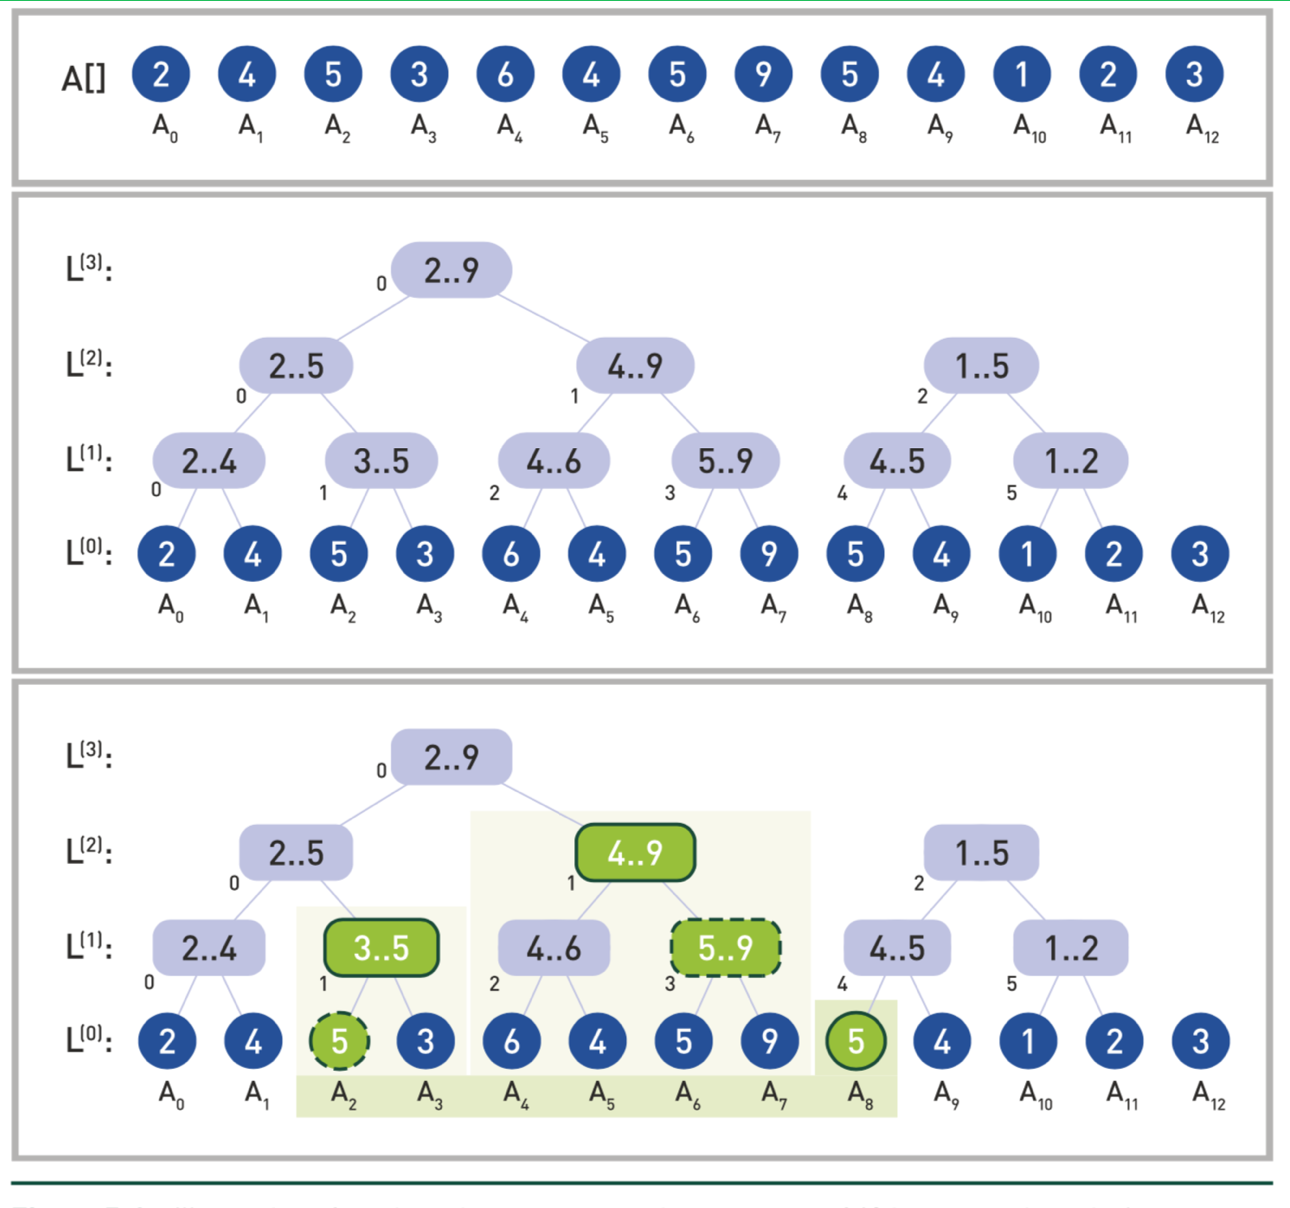 A[] 2 4 5 3 6 4 5 9 5 4 1 2 3
A0 A1 A2 A3 A4 A5 A6 A7 A8 A9 A10 A11 A12
L(3): 0 2..9
L(2): 0 2..5 1 4..9 2 1..5
L(1): 0 2..4 1 3..5 2 4..6 3 5..9 4 4..5 5 1..2
L(0): 2 4 5 3 6 4 5 9 5 4 1 2 3
A0 A1 A2 A3 A4 A5 A6 A7 A8 A9 A10 A11 A12
L(3): 0 2..9
L(2): 0 2..5 1 4..9 2 1..5
L(1): 0 2..4 1 3..5 2 4..6 3 5..9 4 4..5 5 1..2
L(0): 2 4 5 3 6 4 5 9 5 4 1 2 3
A0 A1 A2 A3 A4 A5 A6 A7 A8 A9 A10 A11 A12